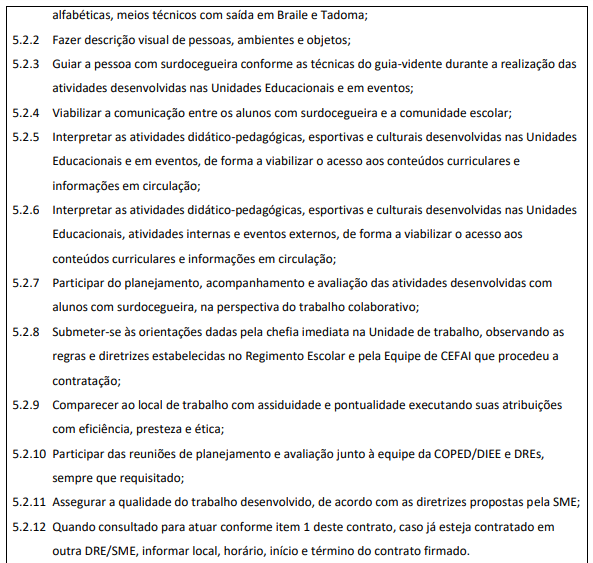 alfabéticas, meios técnicos com saída em Braile e Tadoma;
5.2.2 Fazer descrição visual de pessoas, ambientes e objetos;
5.2.3 Guiar a pessoa com surdocegueira conforme as técnicas do guia-vidente durante a realização das
atividades desenvolvidas nas Unidades Educacionais e em eventos;
5.2.4 Viabilizar a comunicação entre os alunos com surdocegueira e a comunidade escolar;
5.2.5 Interpretar as atividades didático-pedagógicas, esportivas e culturais desenvolvidas nas Unidades
Educacionais e em eventos, de forma a viabilizar o acesso aos conteúdos curriculares e
informações em circulação;
5.2.6 Interpretar as atividades didático-pedagógicas, esportivas e culturais desenvolvidas nas Unidades
Educacionais, atividades internas e eventos externos, de forma a viabilizar o acesso aos
conteúdos curriculares e informações em circulação;
5.2.7 Participar do planejamento, acompanhamento e avaliação das atividades desenvolvidas com
alunos com surdocegueira, na perspectiva do trabalho colaborativo;
5.2.8 Submeter-se às orientações dadas pela chefia imediata na Unidade de trabalho, observando as
regras e diretrizes estabelecidas no Regimento Escolar e pela Equipe de CEFAI que procedeu a
contratação;
5.2.9 Comparecer ao local de trabalho com assiduidade e pontualidade executando suas atribuições
com eficiência, presteza e ética;
5.2.10 Participar das reuniões de planejamento e avaliação junto à equipe da COPED/DIEE e DREs,
sempre que requisitado;
5.2.11 Assegurar a qualidade do trabalho desenvolvido, de acordo com as diretrizes propostas pela SME;
5.2.12 Quando consultado para atuar conforme item 1 deste contrato, caso já esteja contratado em
outra DRE/SME, informar local, horário, início e término do contrato firmado.